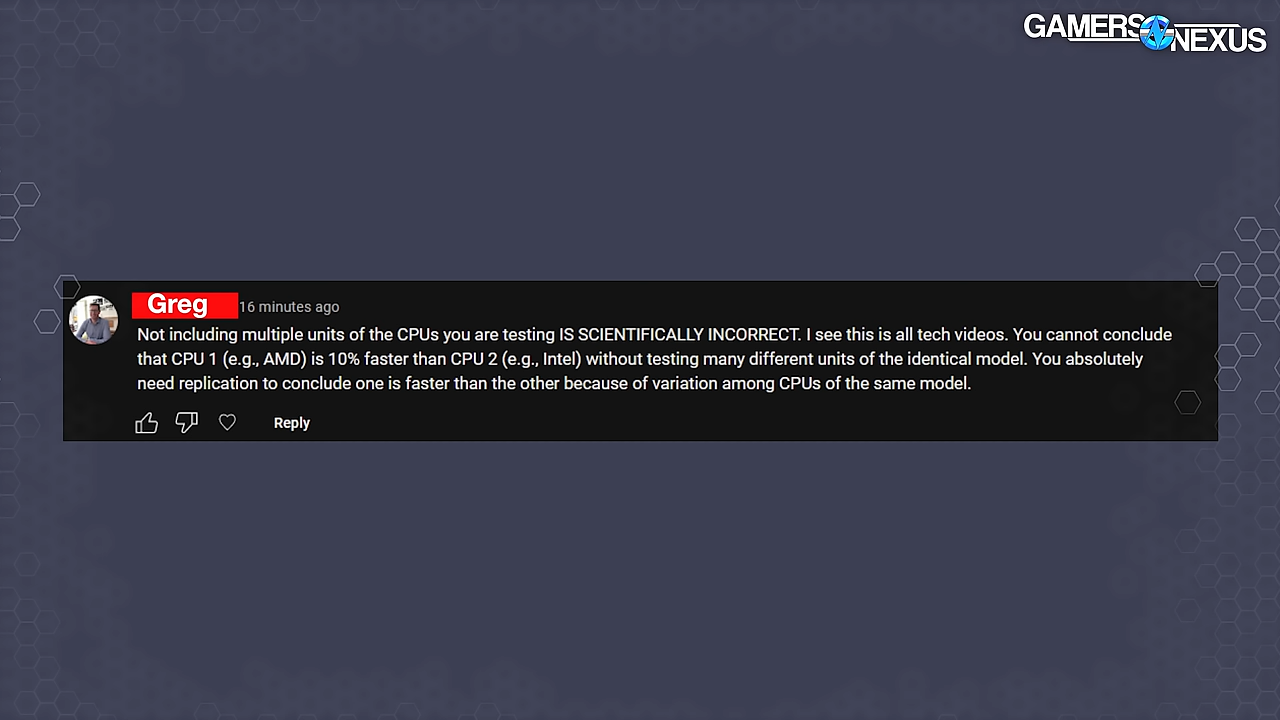 GAMERS NEXUS
Greg 16 minutes ago
Not including multiple units of the CPUs you are testing IS SCIENTIFICALLY INCORRECT. I see this is all tech videos. You cannot conclude
that CPU 1 (e.g., AMD) is 10% faster than CPU 2 (e.g., Intel) without testing many different units of the identical model. You absolutely
need replication to conclude one is faster than the other because of variation among CPUs of the same model.
Reply